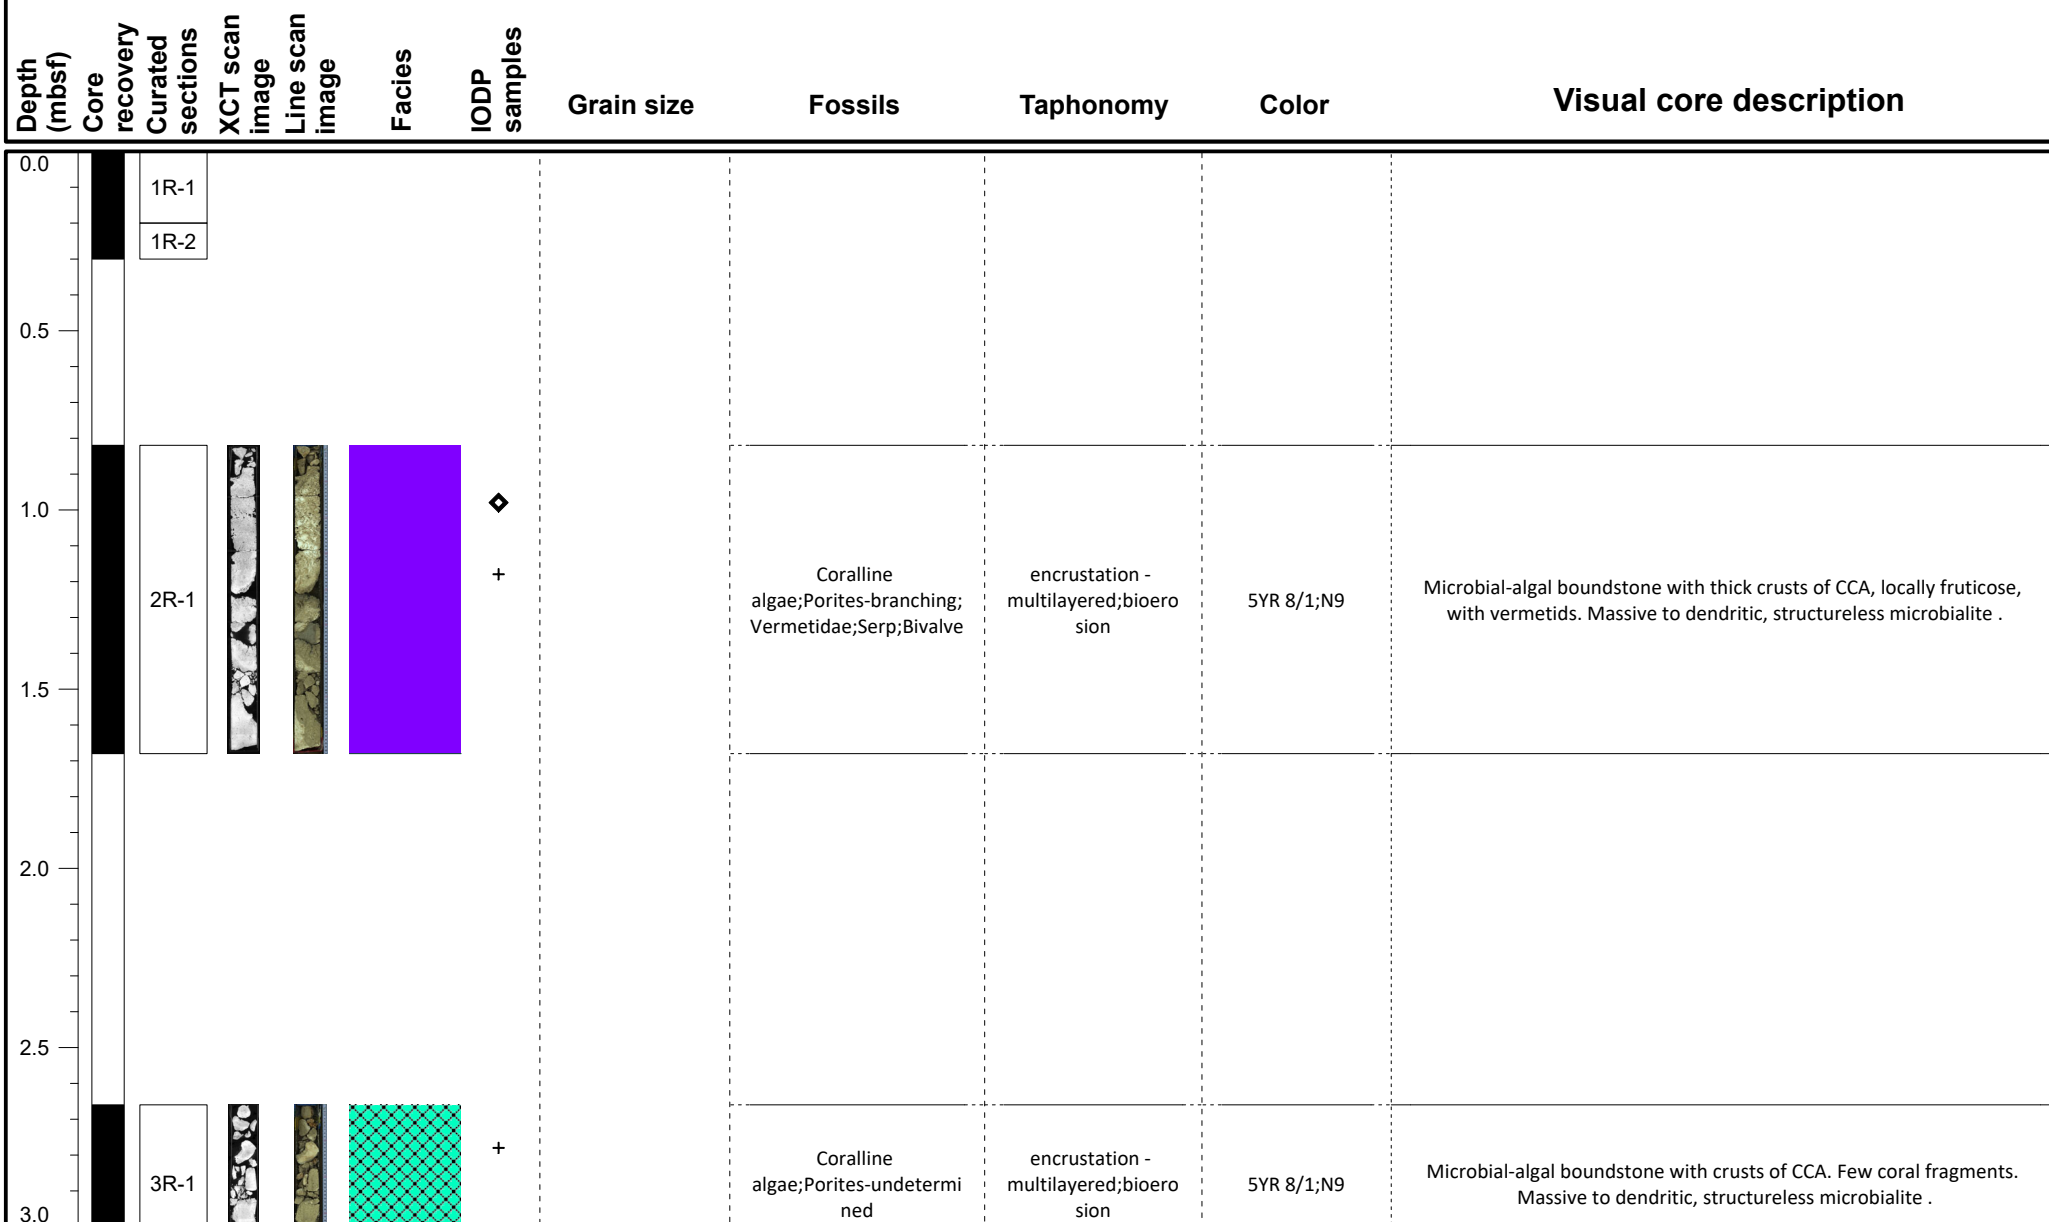 Depth
(mbsf)
Core
recovery
Curated
sections
XCT scan
image
Line scan
image
Facies
IODP
samples
Grain size
Fossils
Taphonomy
Color
Visual core description
0.0
1R-1
1R-2
0.5
1.0
2R-1
Coralline
algae;Porites-branching;
Vermetidae;Serp;Bivalve
encrustation -
multilayered;bioero
sion
5YR 8/1;N9
Microbial-algal boundstone with thick crusts of CCA, locally fruticose,
with vermetids. Massive to dendritic, structureless microbialite .
1.5
2.0
2.5
3R-1
Coralline
algae;Porites-undetermi
ned
encrustation -
multilayered;bioero
sion
5YR 8/1;N9
Microbial-algal boundstone with crusts of CCA. Few coral fragments.
Massive to dendritic, structureless microbialite .
3.0